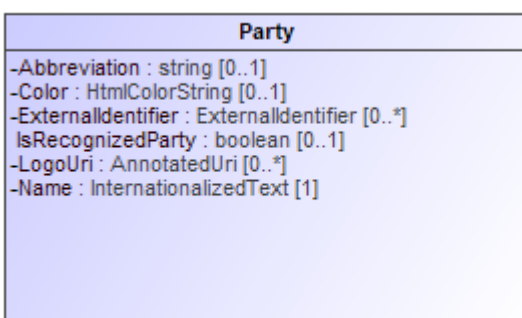 Party
-Abbreviation : string [0..1]
-Color : HtmlColorString [0..1]
-ExternalIdentifier : ExternalIdentifier [0..*]
IsRecognizedParty : boolean [0..1]
-LogoUri : AnnotatedUri [0..*]
-Name : InternationalizedText [1]